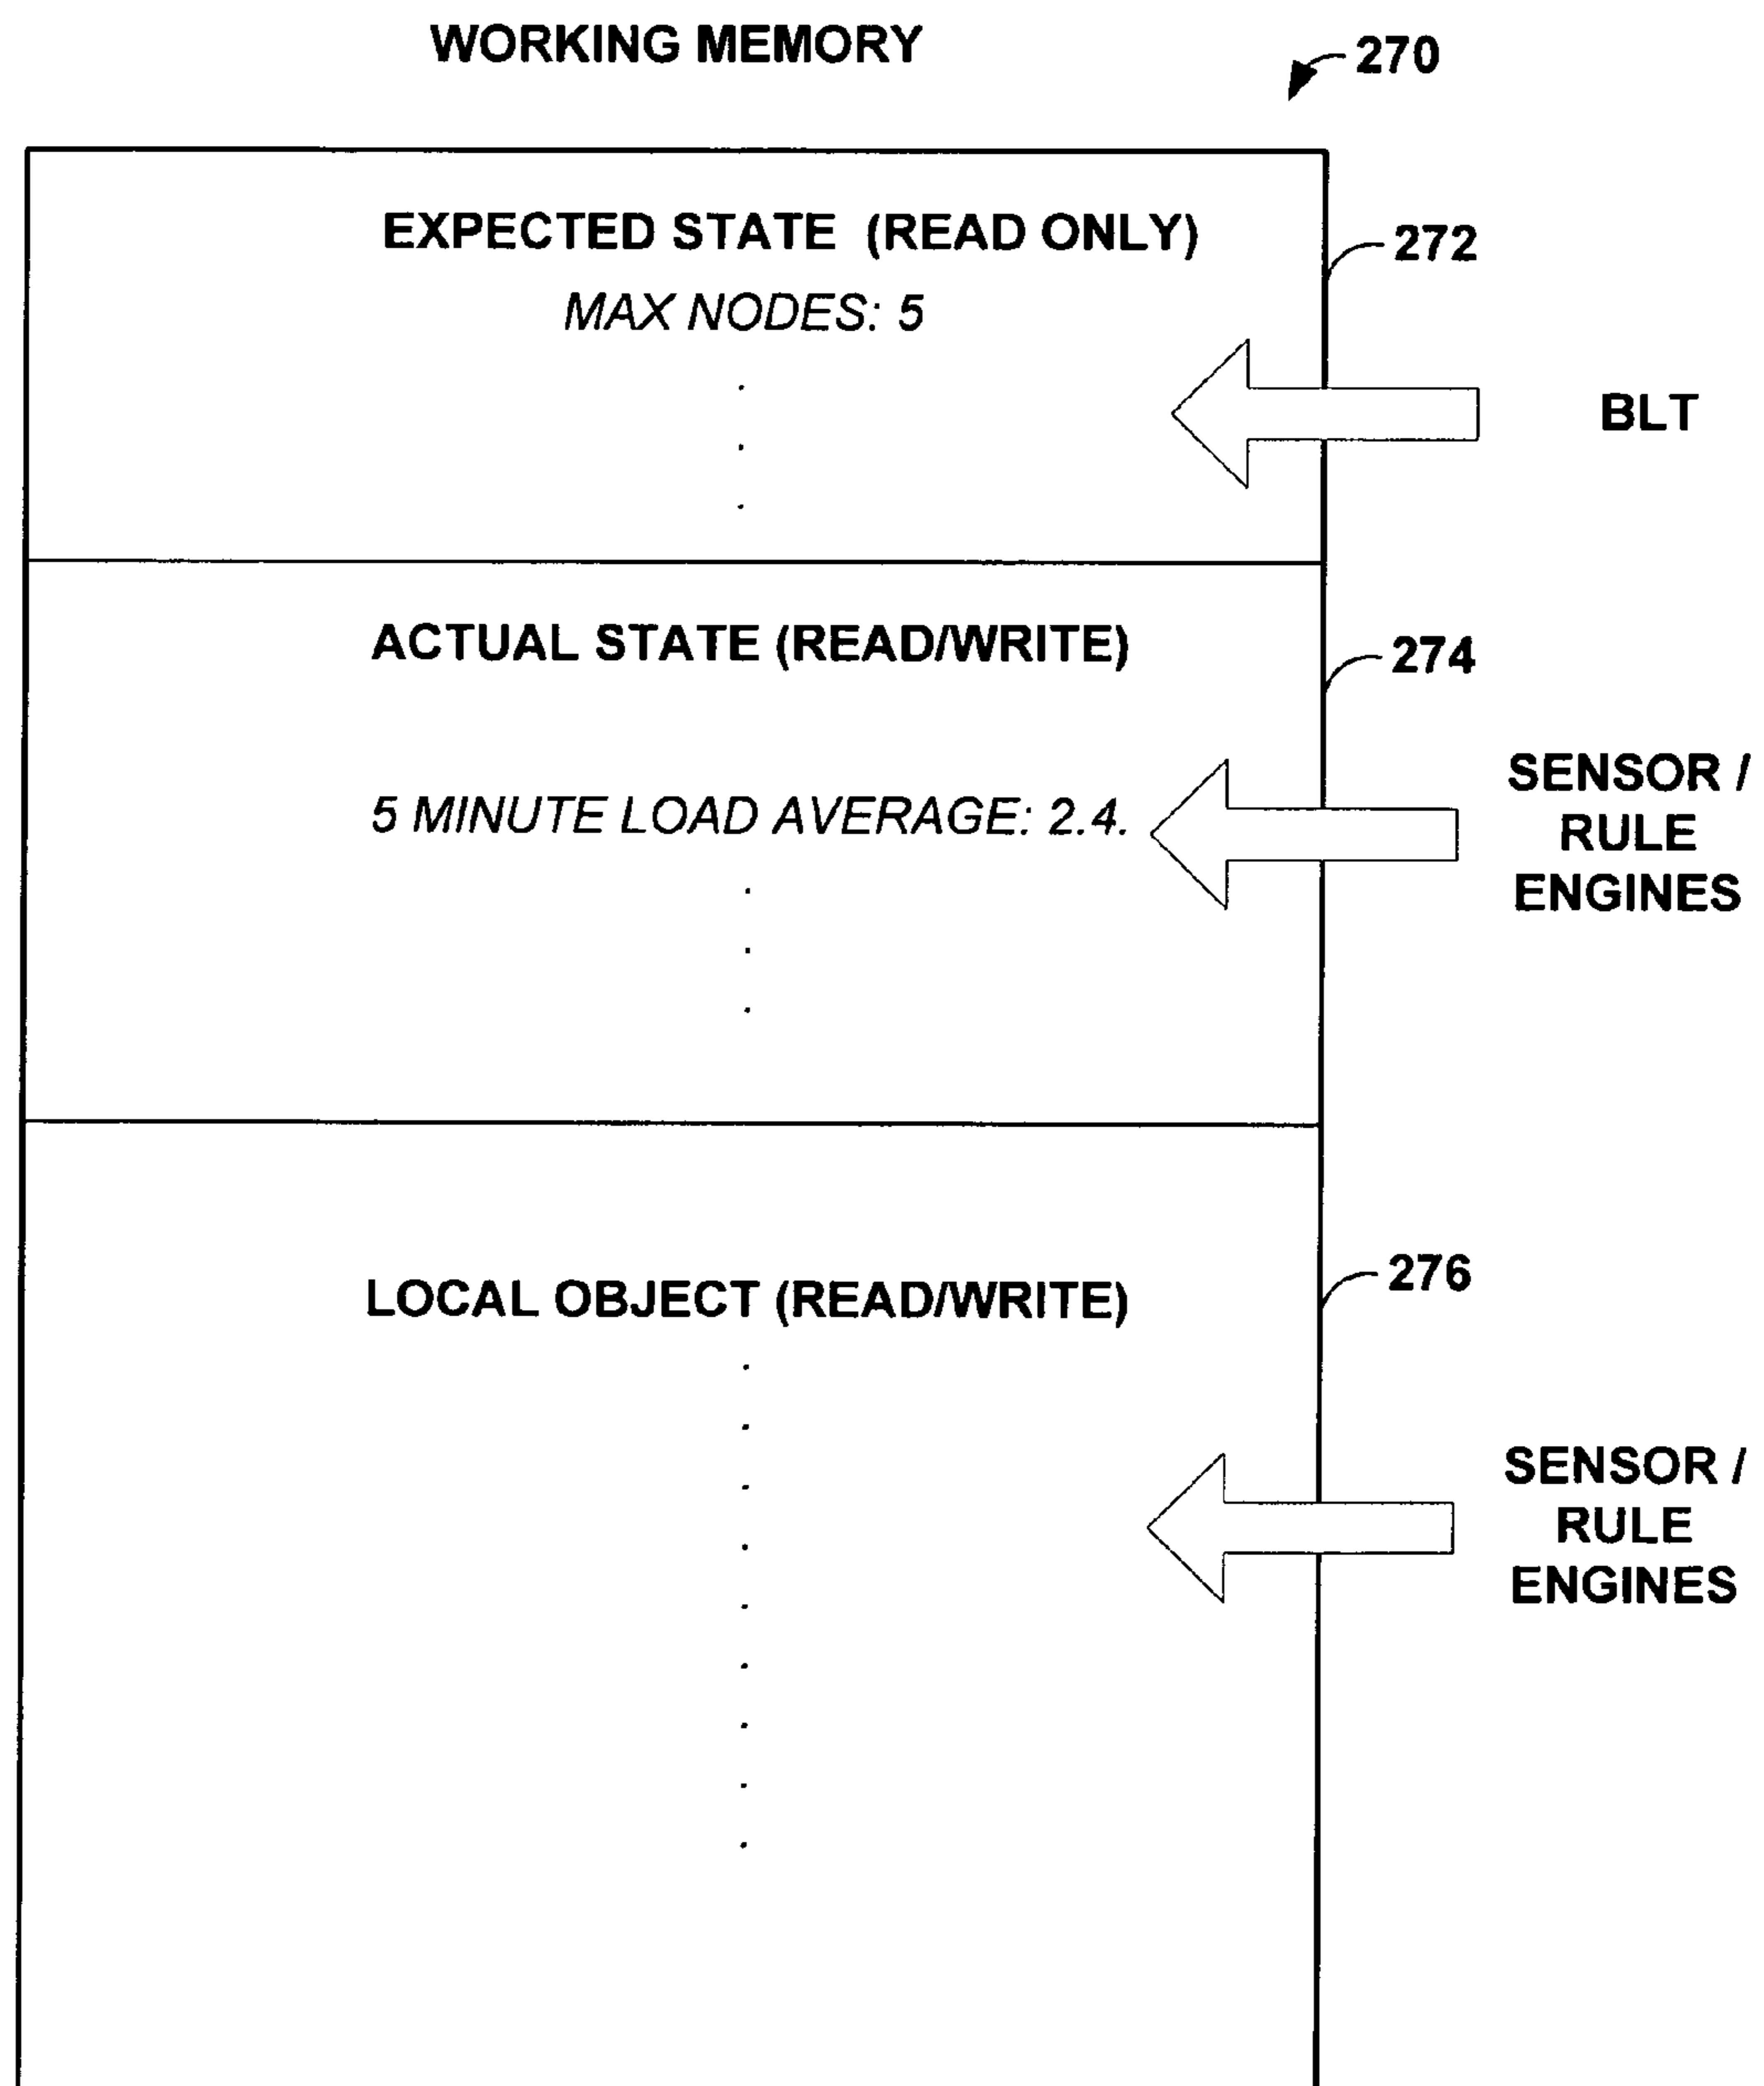 WORKING MEMORY
270
EXPECTED STATE (READ ONLY)
272
MAX NODES: 5
BLT
ACTUAL STATE (READ/WRITE)
274
5 MINUTE LOAD AVERAGE: 2.4.
SENSOR /
RULE
ENGINES
LOCAL OBJECT (READ/WRITE)
276
SENSOR /
RULE
ENGINES